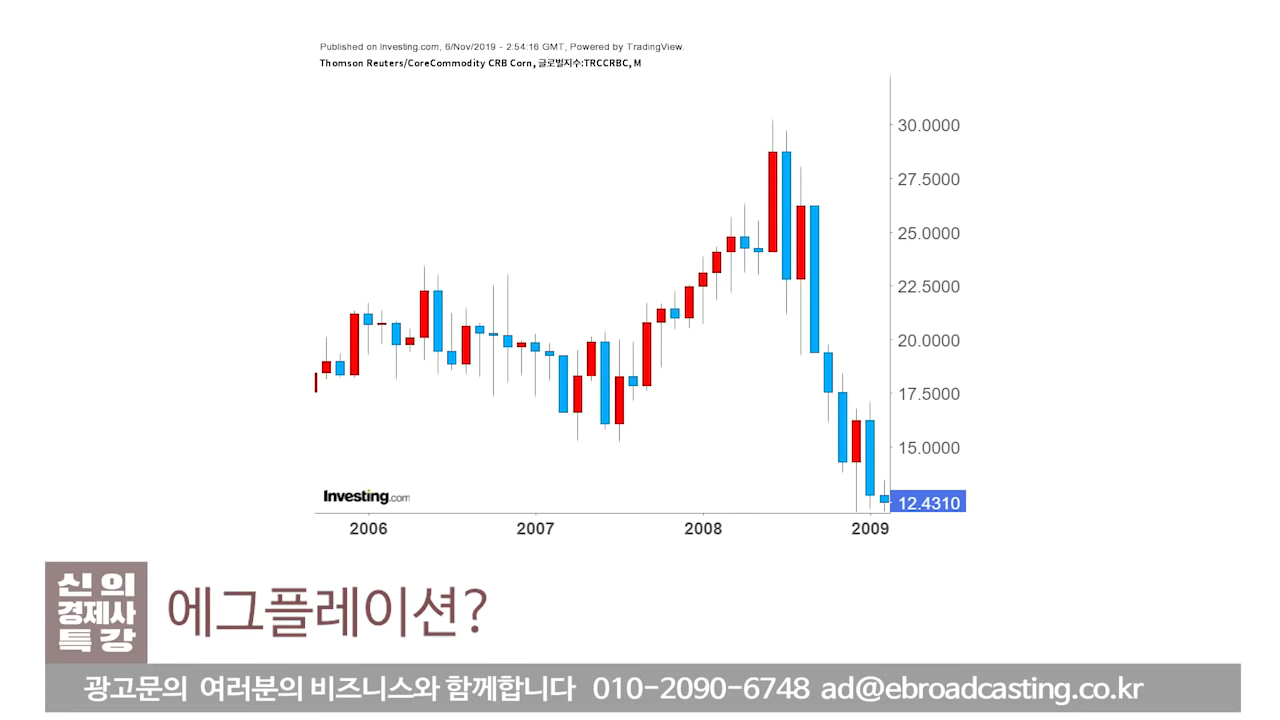 Published on Investing.com, 6/Nov/2019 - 2:54:16 GMT, Powered by TradingView.
Thomson Reuters/CoreCommodity CRB Corn, 글로벌지수:TRCCRBC, M
30.0000
27.5000
25.0000
22.5000
20.0000
17.5000
15.0000
12.4310
Investing.com
2006 2007 2008 2009
신의
경제사
특강
에그플레이션?
광고문의 여러분의 비즈니스와 함께합니다 010-2090-6748 ad@ebroadcasting.co.kr